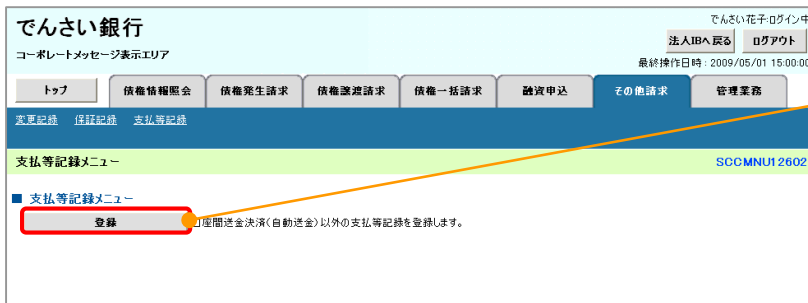 でんさい銀行
コーポレートメッセージ表示エリア
でんさい花子:ログイン中
法人IBへ戻る ログアウト
最終操作日時：2009/05/01 15:00:00
トップ 債権情報照会 債権発生請求 債権譲渡請求 債権一括請求 融資申込 その他請求 管理業務
変更記録 保証記録 支払等記録
支払等記録メニュー SCCMNU12602
■ 支払等記録メニュー
登録 口座間送金決済(自動送金)以外の支払等記録を登録します。